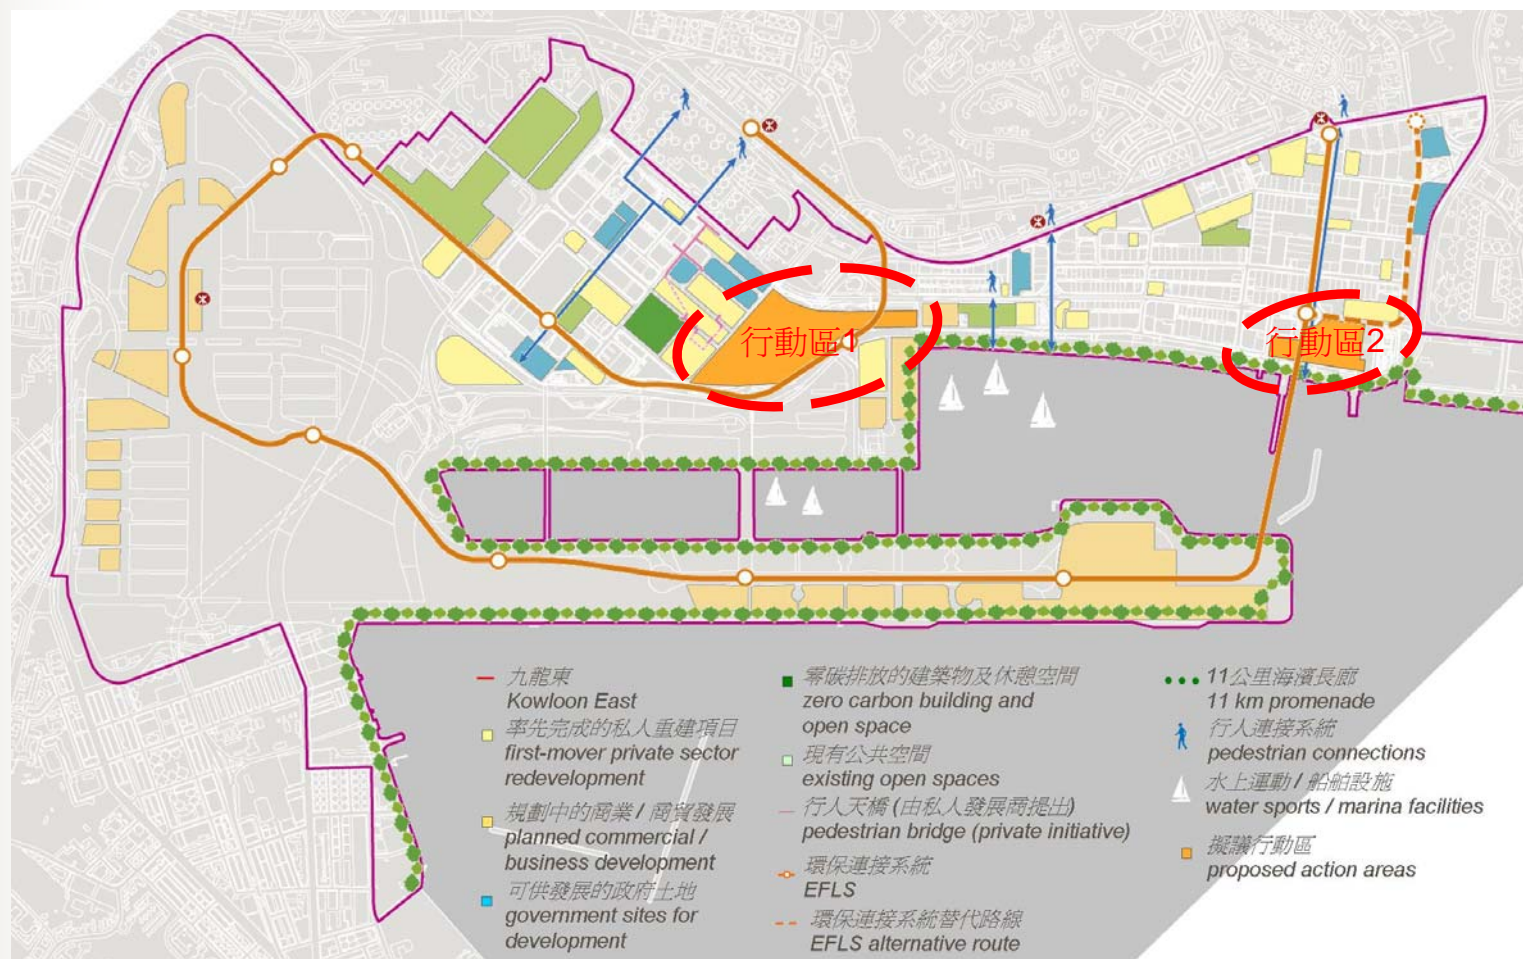 行動區1
行動區2
九龍東
Kowloon East
率先完成的私人重建項目
first-mover private sector
redevelopment
規劃中的商業 / 商貿發展
planned commercial /
business development
可供發展的政府土地
government sites for
development
零碳排放的建築物及休憩空間
zero carbon building and
open space
現有公共空間
existing open spaces
行人天橋 (由私人發展商提出)
pedestrian bridge (private initiative)
環保連接系統
EFLS
環保連接系統替代路線
EFLS alternative route
11公里海濱長廊
11 km promenade
行人連接系統
pedestrian connections
水上運動 / 船舶設施
water sports / marina facilities
擬議行動區
proposed action areas